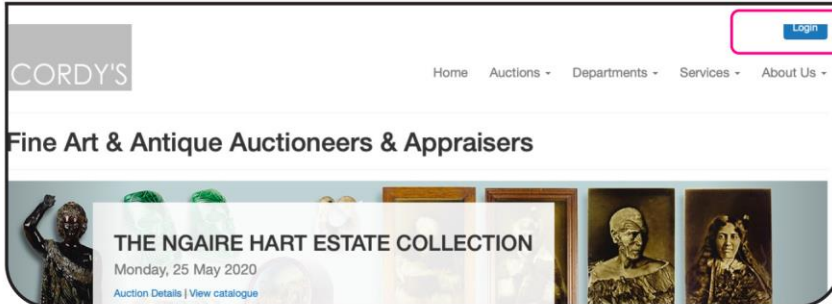 Login
CORDY'S
Home Auctions Departments Services About Us
Fine Art & Antique Auctioneers & Appraisers
THE NGAIRE HART ESTATE COLLECTION
Monday, 25 May 2020
Auction Details | View catalogue